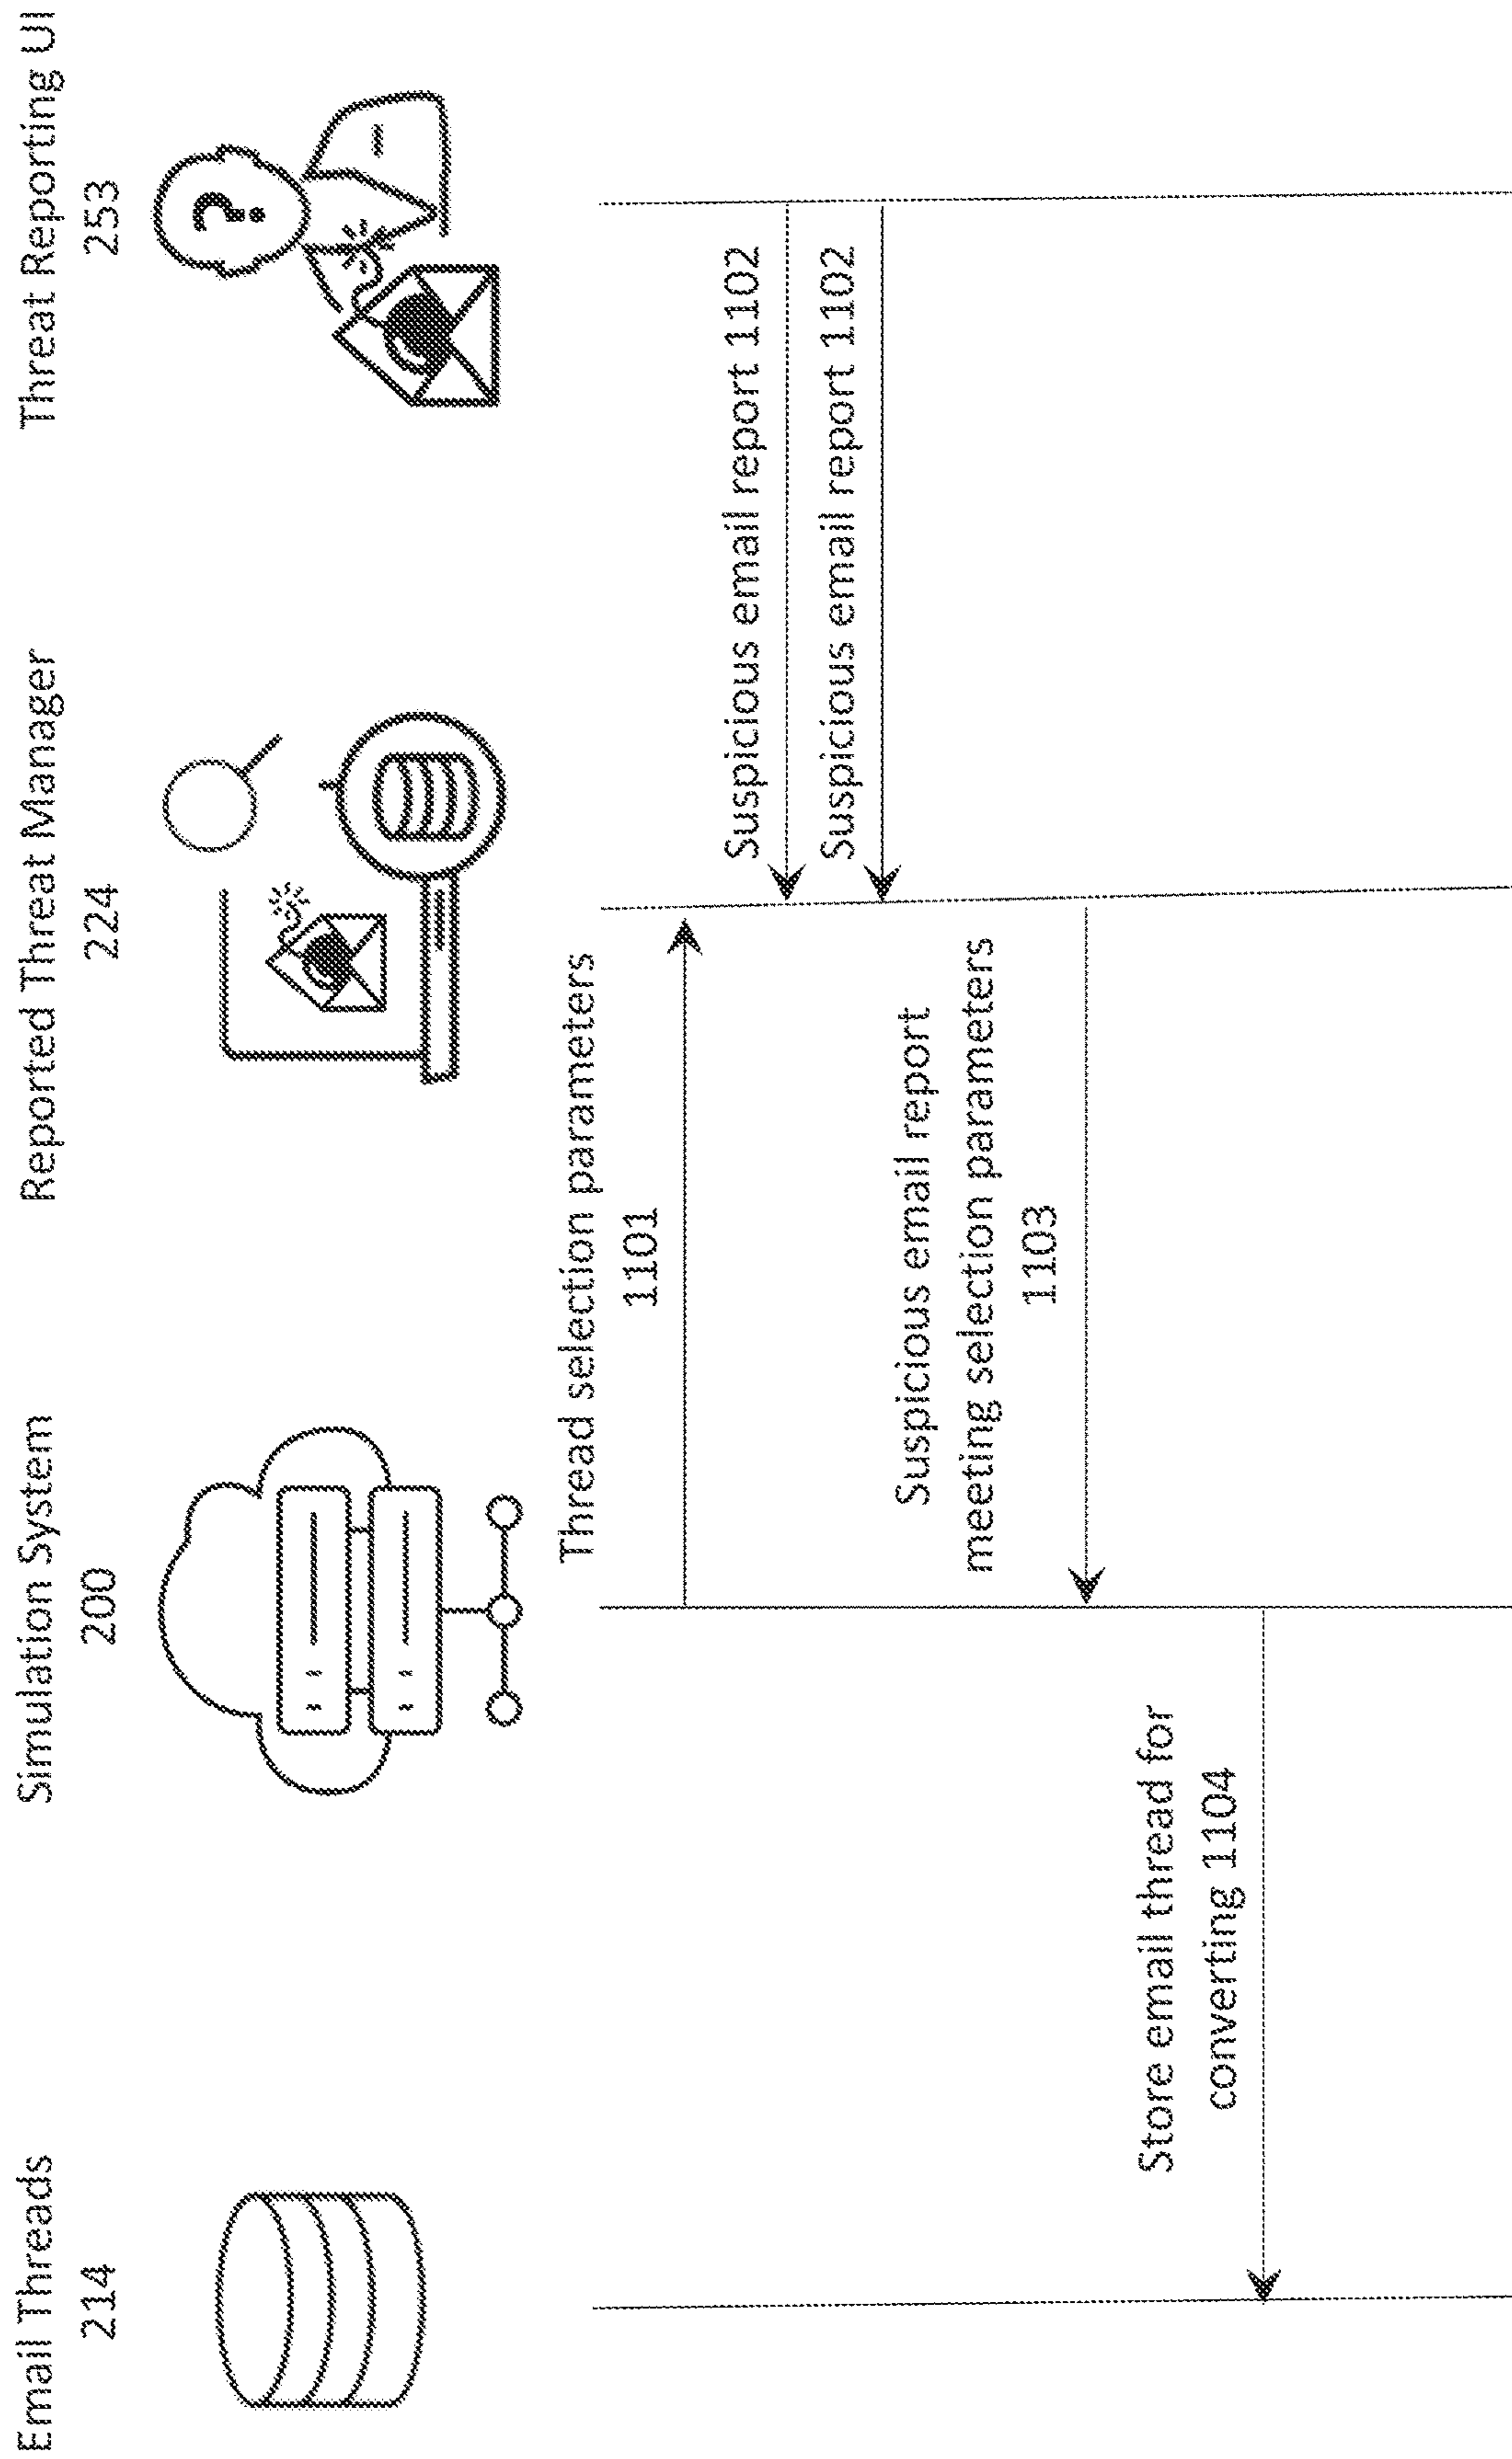 Email Threads
214
Simulation System
200
Reported Threat Manager
224
Threat Reporting UI
253
?
Thread selection parameters
1101
Suspicious email report 1102
Suspicious email report 1102
Suspicious email report
meeting selection parameters
1103
Store email thread for
converting 1104